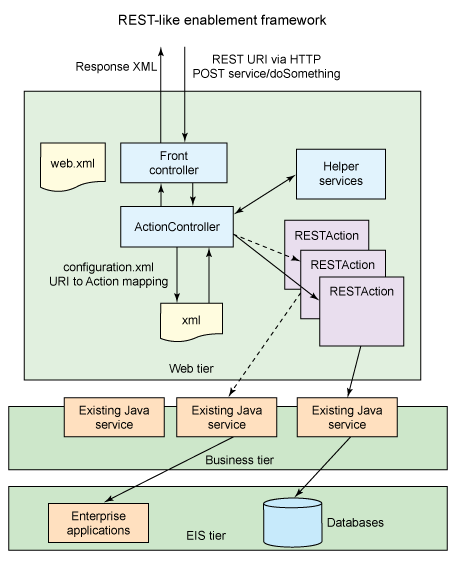 REST-like enablement framework
Response XML
REST URI via HTTP
POST service/doSomething
web.xml
Front
controller
Helper
services
ActionController
RESTAction
RESTAction
RESTAction
configuration.xml
URI to Action mapping
xml
Web tier
Existing Java
service
Existing Java
service
Existing Java
service
Business tier
Enterprise
applications
Databases
EIS tier